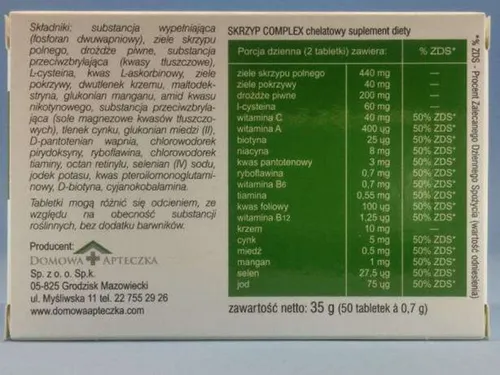 Składniki: substancja wypełniająca
(fosforan dwuwapniowy), ziele skrzypu
polnego, drożdże piwne, substancja
przeciwzbrylająca (kwasy tłuszczowe),
L-cysteina, kwas L-askorbinowy, ziele
pokrzywy, dwutlenek krzemu, maltodek-
stryna, glukonian manganu, amid kwasu
nikotynowego, substancja przeciwzbryla-
jąca (sole magnezowe kwasów tłuszczo-
wych), tlenek cynku, glukonian miedzi (II),
D-pantotenian wapnia, chlorowodorek
pirydoksyny, ryboflawina, chlorowodorek
tiaminy, octan retinylu, selenian (IV) sodu,
jodek potasu, kwas pteroilomonoglutami-
nowy, D-biotyna, cyjanokobalamina.
Tabletki mogą różnić się odcieniem, ze
względu na obecność substancji
roślinnych, bez dodatku barwników.
Producent:
DOMOWA APTECZKA
Sp. z o. o. Sp.k.
05-825 Grodzisk Mazowiecki
ul. Myśliwska 11 tel. 22 755 29 26
www.domowaapteczka.com
SKRZYP COMPLEX chelatowy suplement diety
Porcja dzienna (2 tabletki) zawiera: % ZDS*
ziele skrzypu polnego 440 mg —
ziele pokrzywy 40 mg —
drożdże piwne 200 mg —
l-cysteina 60 mg —
witamina C 40 mg 50% ZDS*
witamina A 400 µg 50% ZDS*
biotyna 25 µg 50% ZDS*
niacyna 8 mg 50% ZDS*
kwas pantotenowy 3 mg 50% ZDS*
ryboflawina 0,7 mg 50% ZDS*
witamina B6 0,7 mg 50% ZDS*
tiamina 0,55 mg 50% ZDS*
kwas foliowy 100 µg 50% ZDS*
witamina B12 1,25 µg 50% ZDS*
krzem 10 mg —
cynk 5 mg 50% ZDS*
miedź 0,5 mg 50% ZDS*
mangan 1 mg 50% ZDS*
selen 27,5 µg 50% ZDS*
jod 75 µg 50% ZDS*
zawartość netto: 35 g (50 tabletek à 0,7 g)
*% ZDS - Procent Zalecanego Dziennego Spożycia (wartość odniesienia)